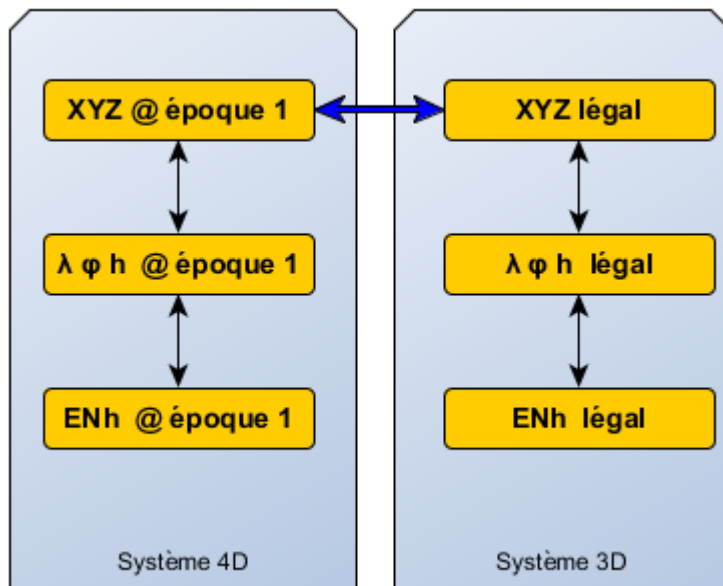 XYZ @ époque 1
λ φ h @ époque 1
ENh @ époque 1
Système 4D
XYZ légal
λ φ h légal
ENh légal
Système 3D